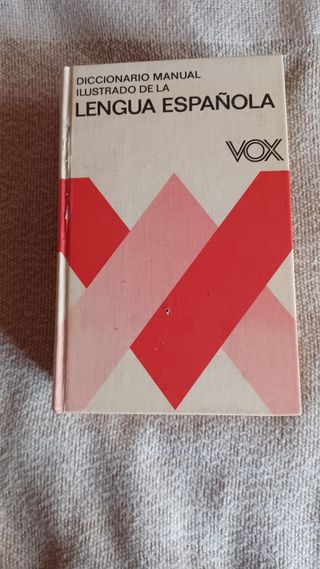 DICCIONARIO MANUAL
ILUSTRADO DE LA
LENGUA ESPAÑOLA
VOX